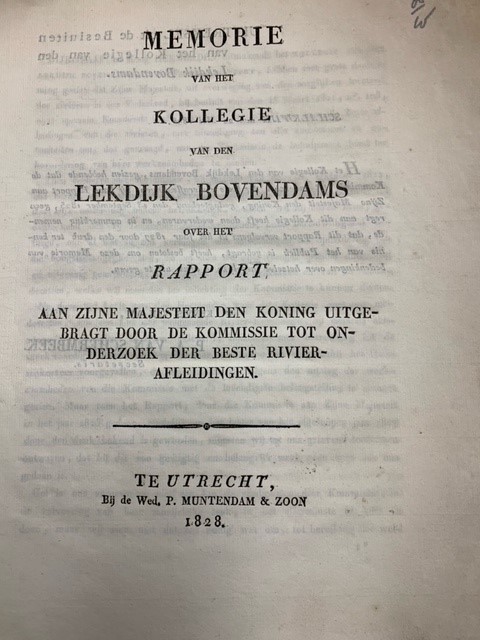 MEMORIE
VAN HET
KOLLEGIE
VAN DEN
LEKDIJK BOVENDAMS
OVER HET
RAPPORT,
AAN ZIJNE MAJESTEIT DEN KONING UITGE-
BRAGT DOOR DE KOMMISSIE TOT ON-
DERZOEK DER BESTE RIVIER-
AFLEIDINGEN.
TE UTRECHT,
Bij de Wed. P. MUNTENDAM & ZOON
1828.